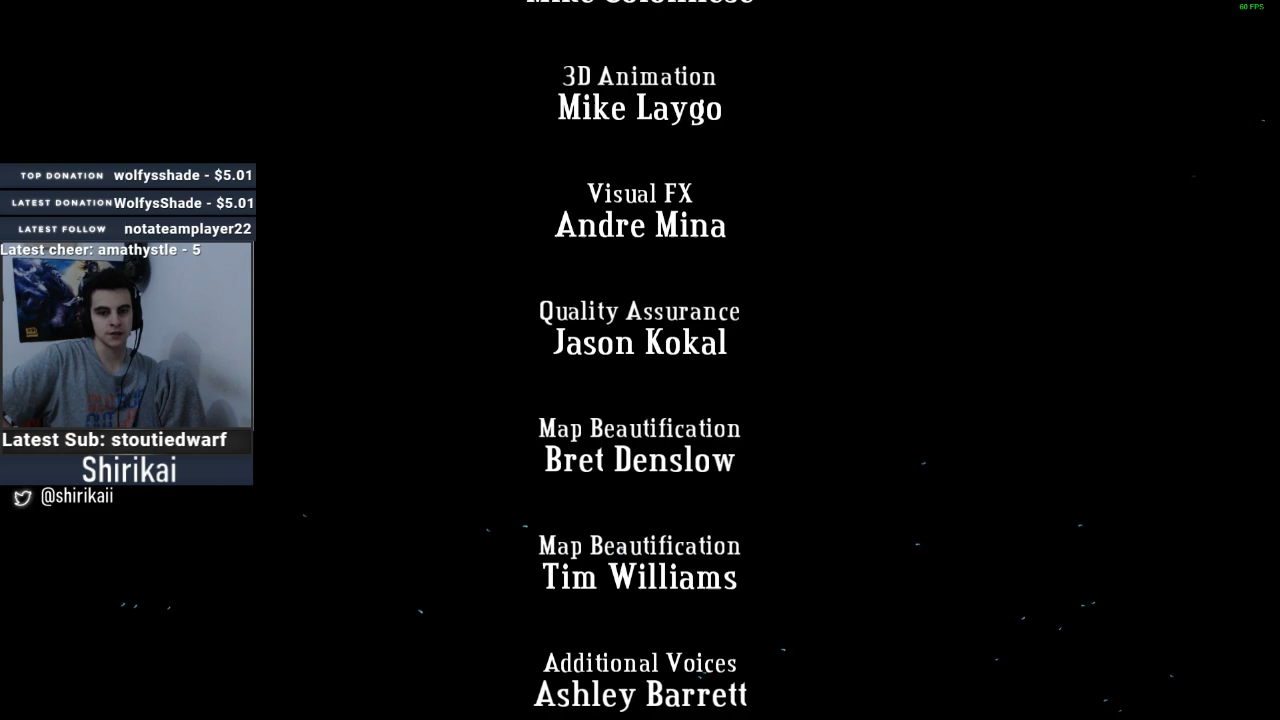 60 FPS
3D Animation
Mike Laygo
Visual FX
Andre Mina
Quality Assurance
Jason Kokal
Map Beautification
Bret Denslow
Map Beautification
Tim Williams
Additional Voices
Ashley Barrett
TOP DONATION wolfysshade - $5.01
LATEST DONATION WolfysShade - $5.01
LATEST FOLLOW notateamplayer22
Latest cheer: amathystle - 5
Latest Sub: stoutiedwarf
Shirikai
@shirikaii